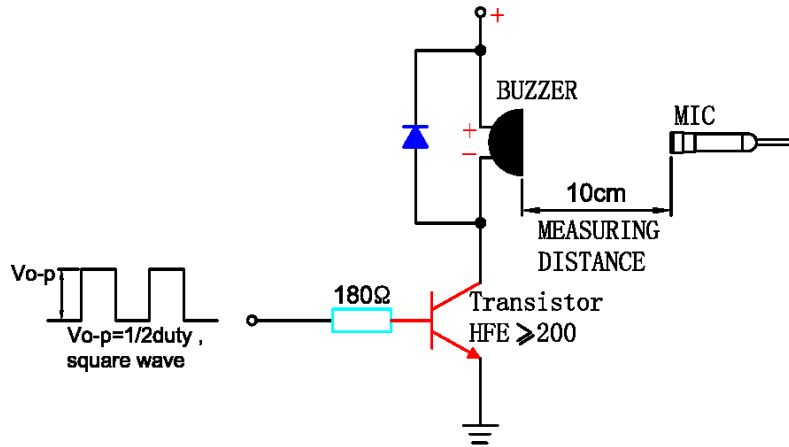 +
BUZZER
MIC
+
−
10cm
MEASURING
DISTANCE
Vo-p
180Ω
Transistor
HFE ⩾200
Vo-p=1/2duty ,
square wave